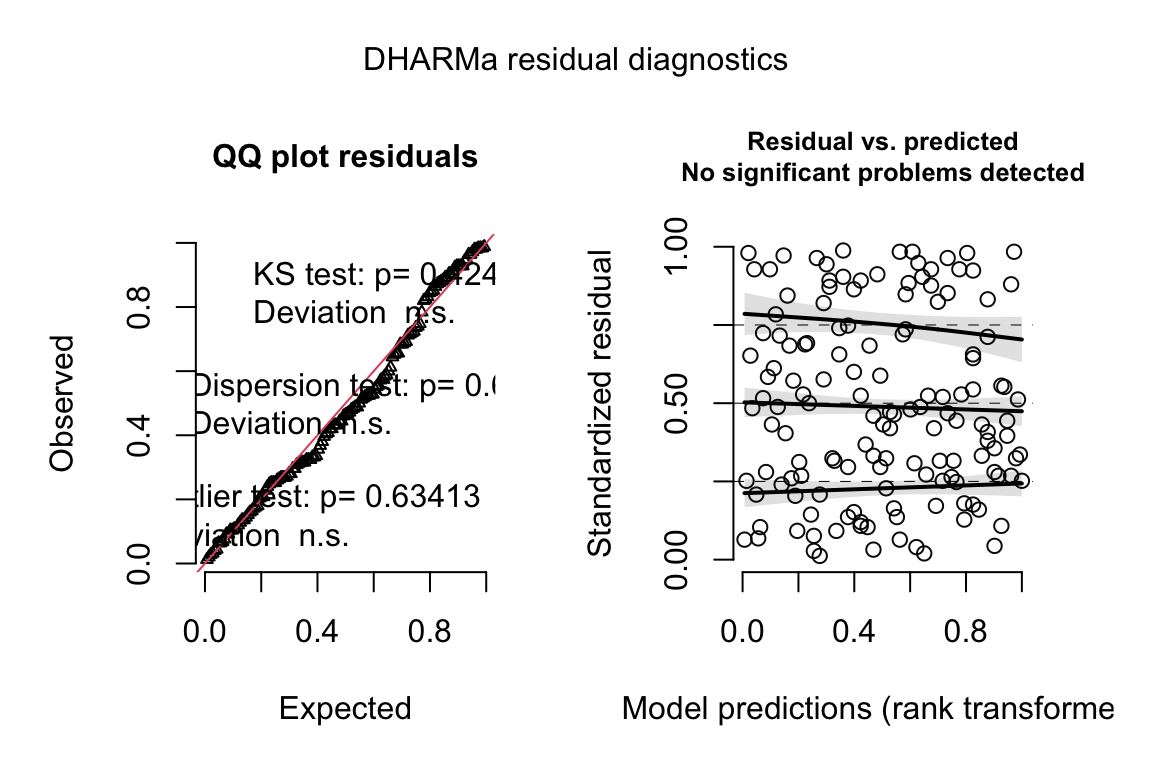 DHARMa residual diagnostics
QQ plot residuals
KS test: p= 0.424
Deviation n.s.
Dispersion test: p= 0.6
Deviation n.s.
lier test: p= 0.63413
viation n.s.
Observed
0.0 0.4 0.8
0.0 0.4 0.8
Expected
Residual vs. predicted
No significant problems detected
Standardized residual
0.00 0.50 1.00
0.0 0.4 0.8
Model predictions (rank transforme